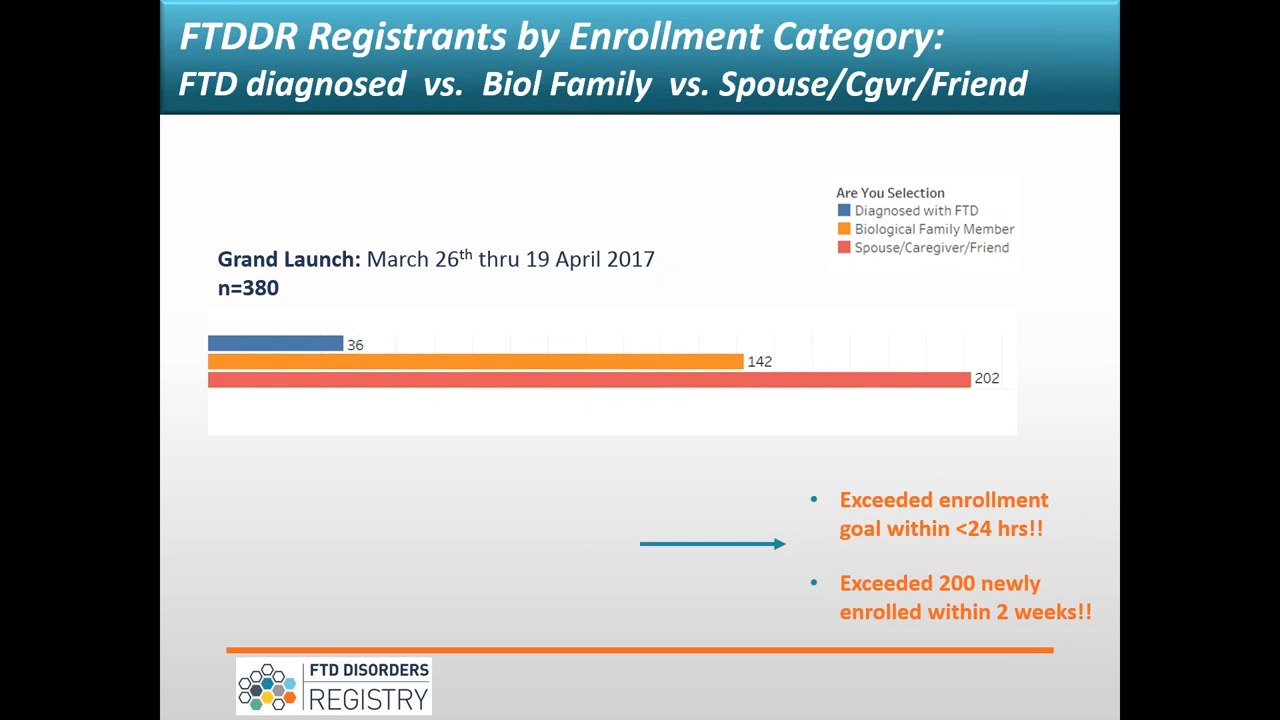 FTDDR Registrants by Enrollment Category:
FTD diagnosed vs. Biol Family vs. Spouse/Cgvr/Friend
Are You Selection
Diagnosed with FTD
Biological Family Member
Spouse/Caregiver/Friend
Grand Launch: March 26th thru 19 April 2017
n=380
36
142
202
• Exceeded enrollment
goal within <24 hrs!!
• Exceeded 200 newly
enrolled within 2 weeks!!
FTD DISORDERS
REGISTRY